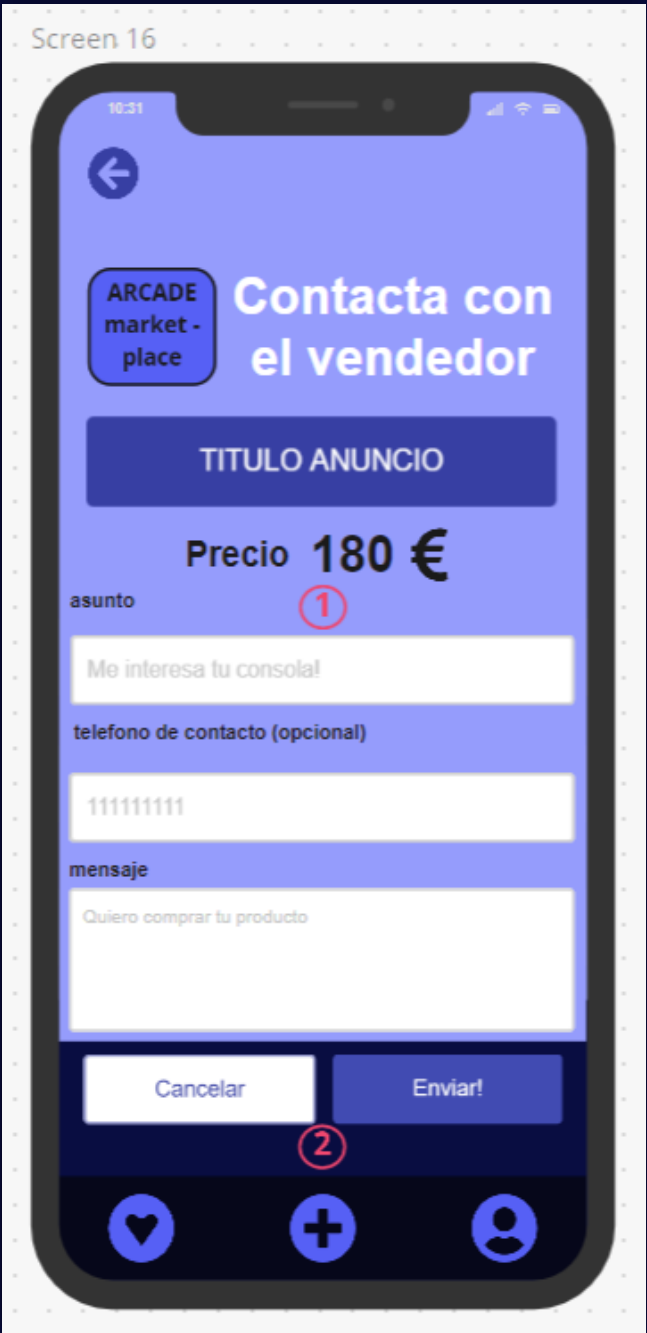 Screen 16
10:31
ARCADE
market -
place
Contacta con
el vendedor
TITULO ANUNCIO
Precio 180 €
asunto
1
Me interesa tu consola!
telefono de contacto (opcional)
111111111
mensaje
Quiero comprar tu producto
Cancelar
Enviar!
2